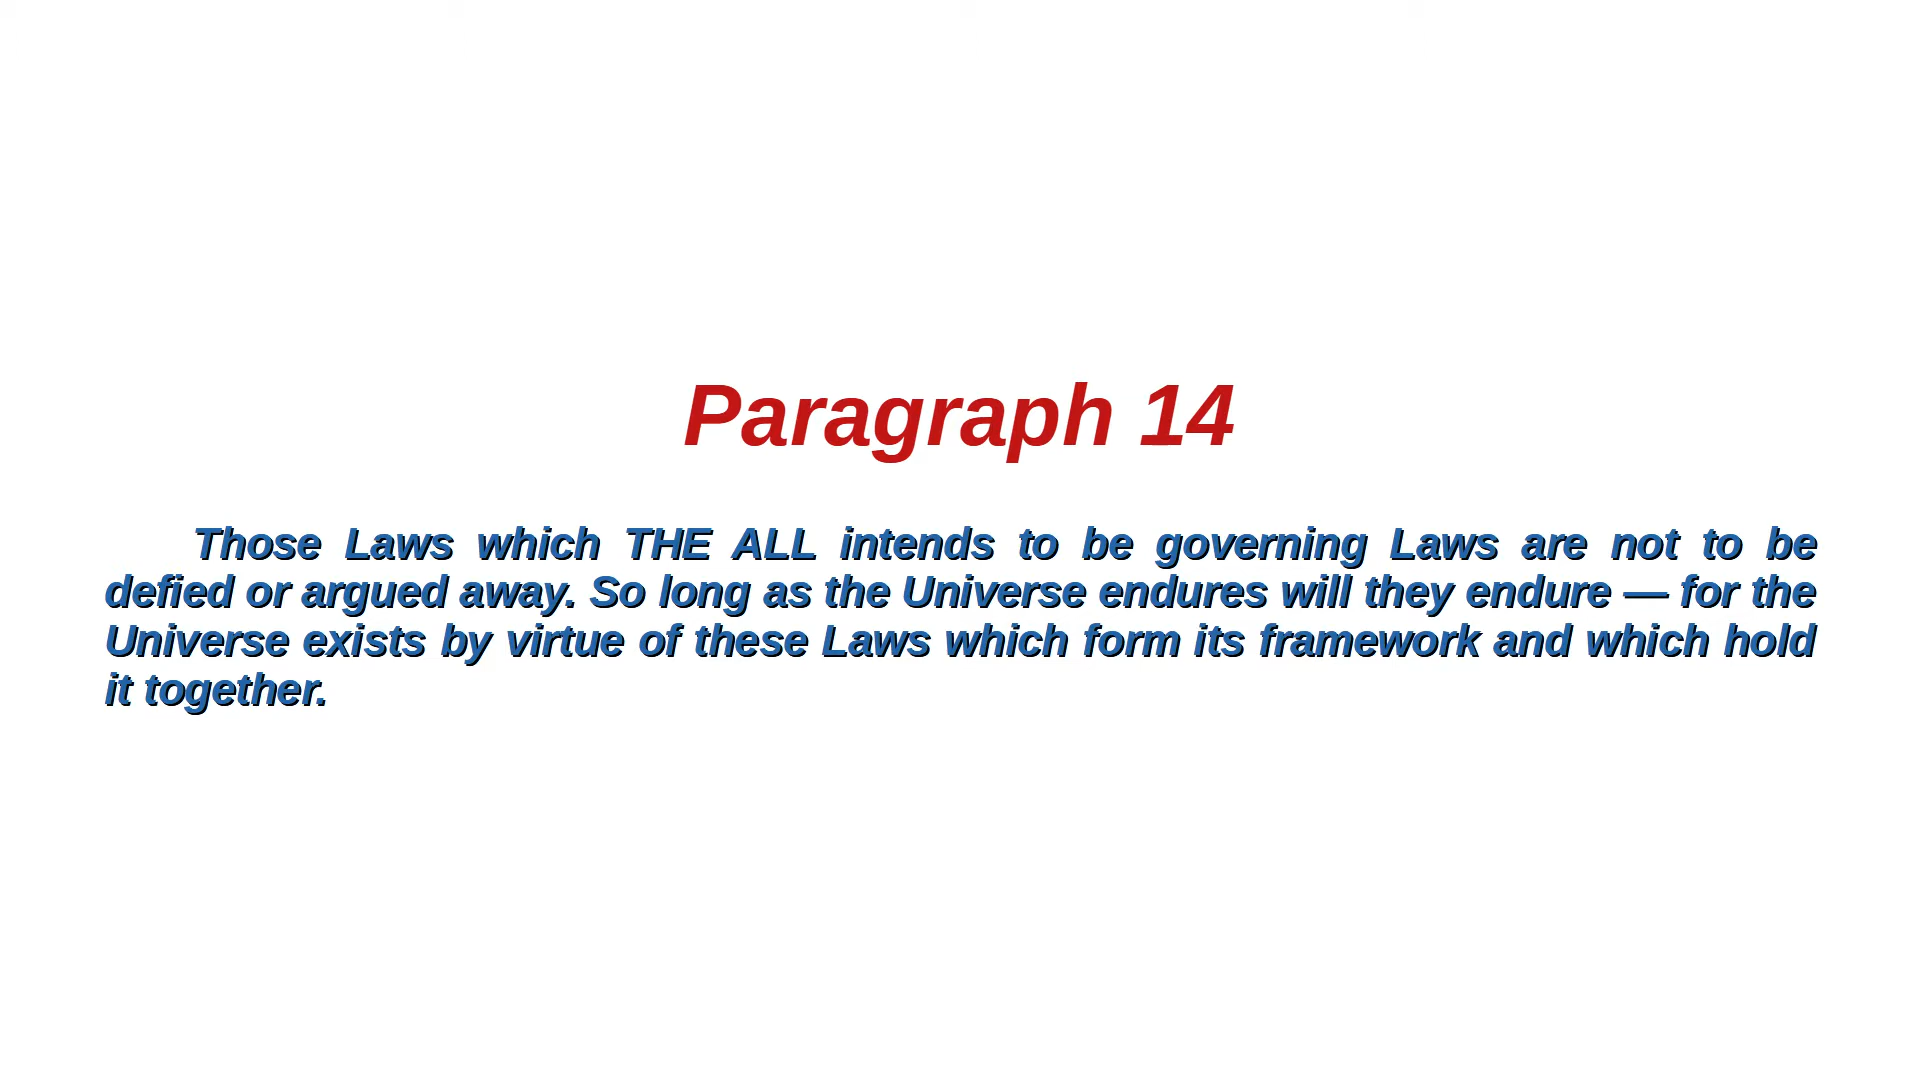 Paragraph 14
Those Laws which THE ALL intends to be governing Laws are not to be
defied or argued away. So long as the Universe endures will they endure — for the
Universe exists by virtue of these Laws which form its framework and which hold
it together.